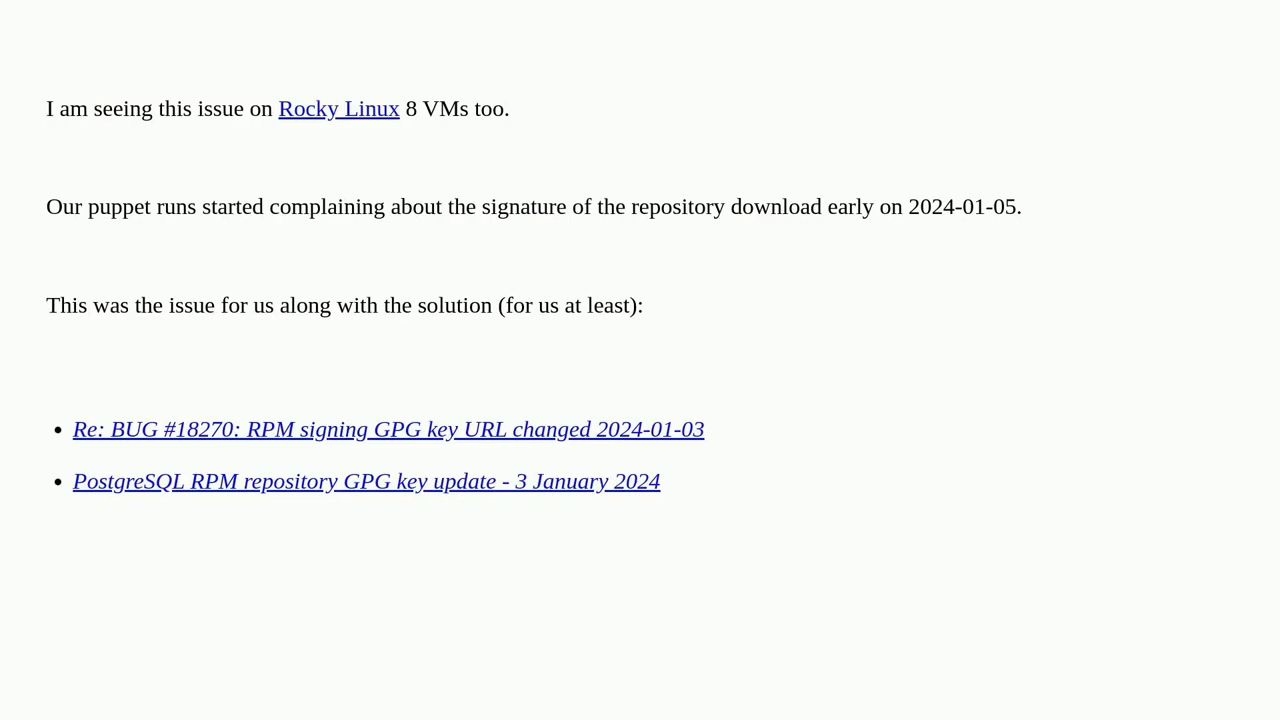 I am seeing this issue on Rocky Linux 8 VMs too.
Our puppet runs started complaining about the signature of the repository download early on 2024-01-05.
This was the issue for us along with the solution (for us at least):
• Re: BUG #18270: RPM signing GPG key URL changed 2024-01-03
• PostgreSQL RPM repository GPG key update - 3 January 2024